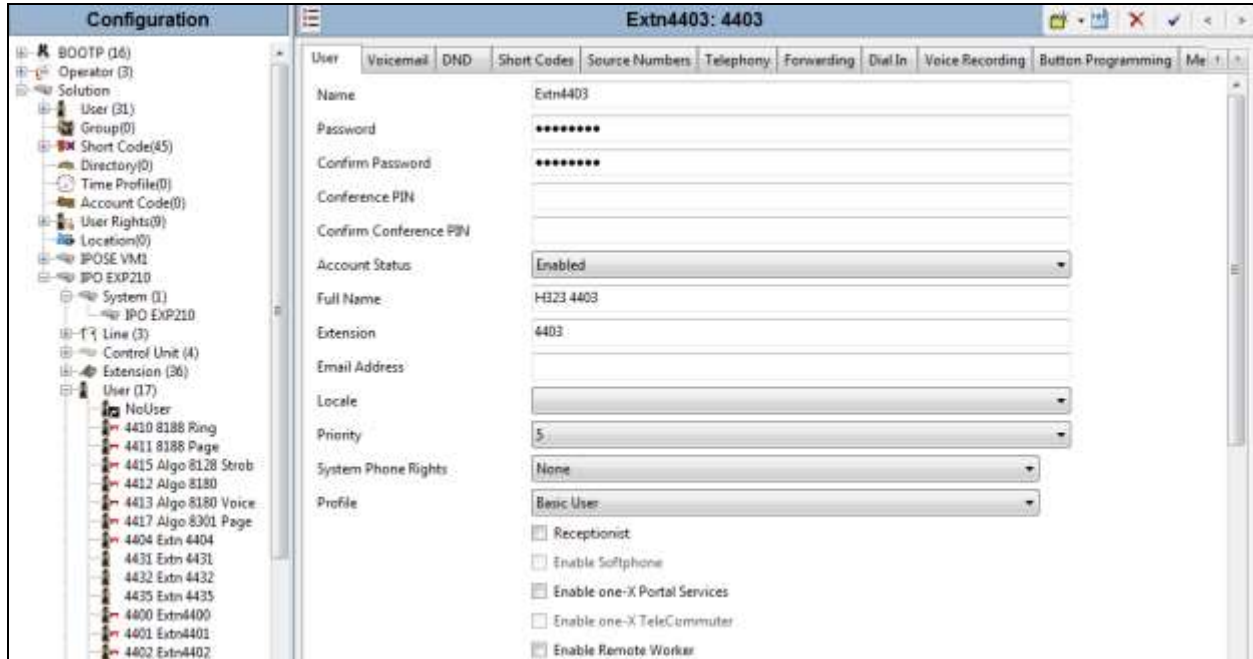 Configuration
BOOTP (16)
Operator (3)
Solution
User (31)
Group(0)
Short Code(45)
Directory(0)
Time Profile(0)
Account Code(0)
User Rights(9)
Location(0)
IPOSE VM1
IPO EXP210
System (1)
IPO EXP210
Line (3)
Control Unit (4)
Extension (36)
User (17)
NoUser
4410 8188 Ring
4411 8188 Page
4415 Algo 8128 Strob
4412 Algo 8180
4413 Algo 8180 Voice
4417 Algo 8301 Page
4404 Extn 4404
4431 Extn 4431
4432 Extn 4432
4435 Extn 4435
4400 Extn4400
4401 Extn4401
4402 Extn4402
Extn4403: 4403
User Voicemail DND Short Codes Source Numbers Telephony Forwarding Dial In Voice Recording Button Programming Me
Name Extn4403
Password ••••••••
Confirm Password ••••••••
Conference PIN
Confirm Conference PIN
Account Status Enabled
Full Name H323 4403
Extension 4403
Email Address
Locale
Priority 5
System Phone Rights None
Profile Basic User
Receptionist
Enable Softphone
Enable one-X Portal Services
Enable one-X TeleCommuter
Enable Remote Worker